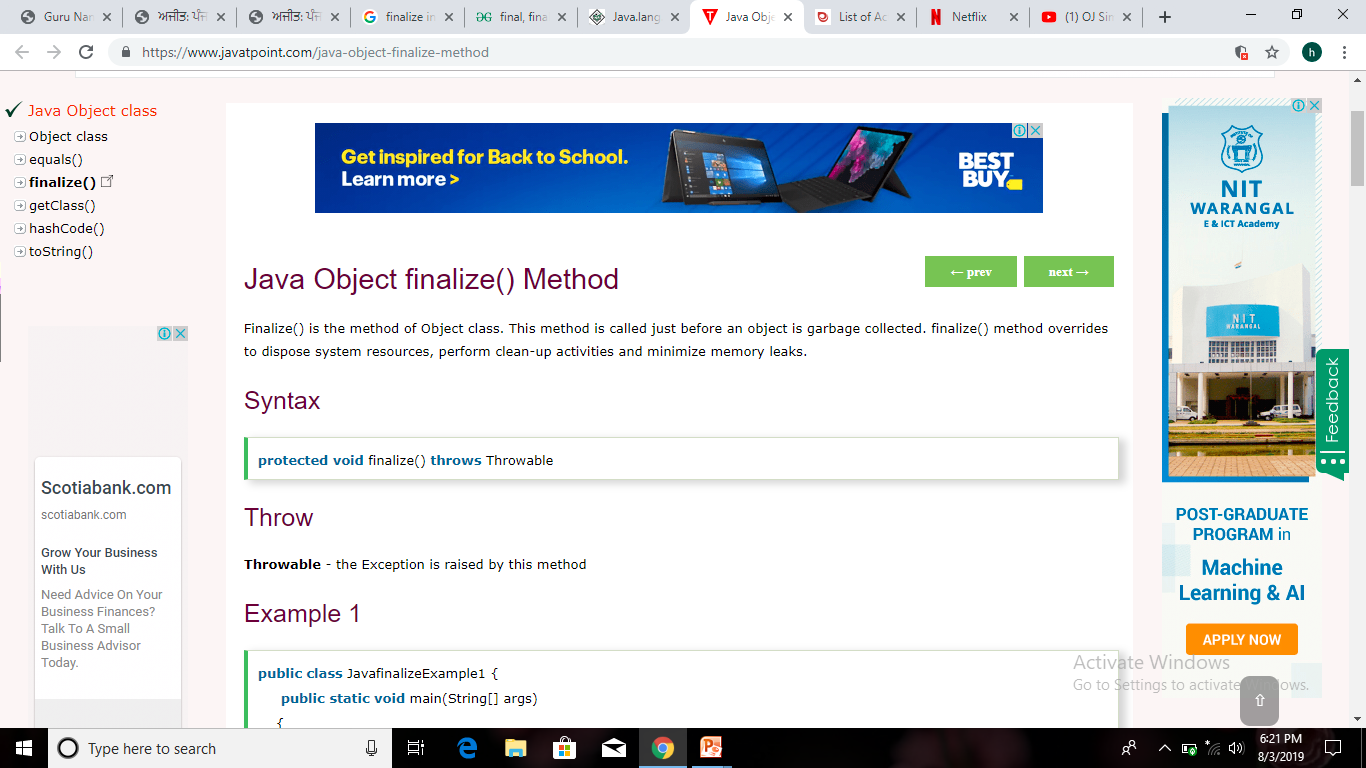 Guru Nan
ਅਜੀਤ: ਪੰਜ
ਅਜੀਤ: ਪੰਜ
finalize in
final, fina
Java.lang
Java Obje
List of Ac
Netflix
(1) OJ Sin
https://www.javatpoint.com/java-object-finalize-method
h
Java Object class
Object class
equals()
finalize()
getClass()
hashCode()
toString()
Get inspired for Back to School.
Learn more >
BEST
BUY
Java Object finalize() Method
← prev
next →
Finalize() is the method of Object class. This method is called just before an object is garbage collected. finalize() method overrides
to dispose system resources, perform clean-up activities and minimize memory leaks.
Syntax
protected void finalize() throws Throwable
Throw
Throwable - the Exception is raised by this method
Example 1
public class JavafinalizeExample1 {
public static void main(String[] args)
{
Scotiabank.com
scotiabank.com
Grow Your Business
With Us
Need Advice On Your
Business Finances?
Talk To A Small
Business Advisor
Today.
NIT
WARANGAL
E & ICT Academy
NIT
WARANGAL
Feedback
POST-GRADUATE
PROGRAM in
Machine
Learning & AI
APPLY NOW
Activate Windows
Go to Settings to activate Windows.
Type here to search
6:21 PM
8/3/2019